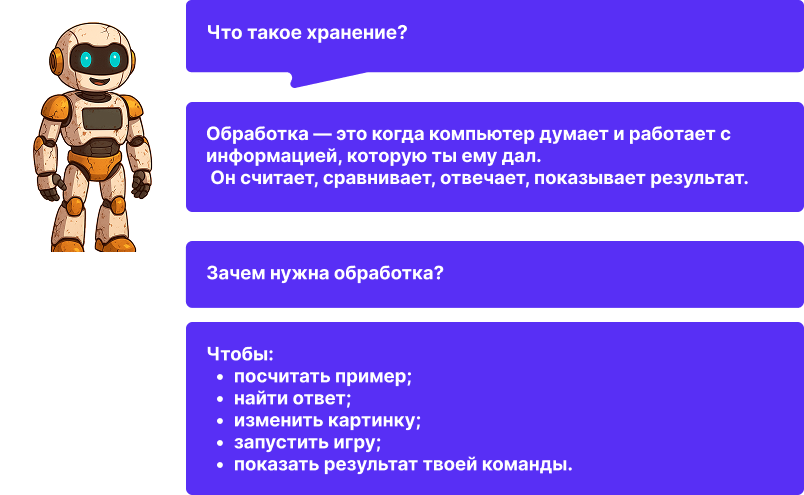 Что такое хранение?
Обработка — это когда компьютер думает и работает с
информацией, которую ты ему дал.
Он считает, сравнивает, отвечает, показывает результат.
Зачем нужна обработка?
Чтобы:
• посчитать пример;
• найти ответ;
• изменить картинку;
• запустить игру;
• показать результат твоей команды.